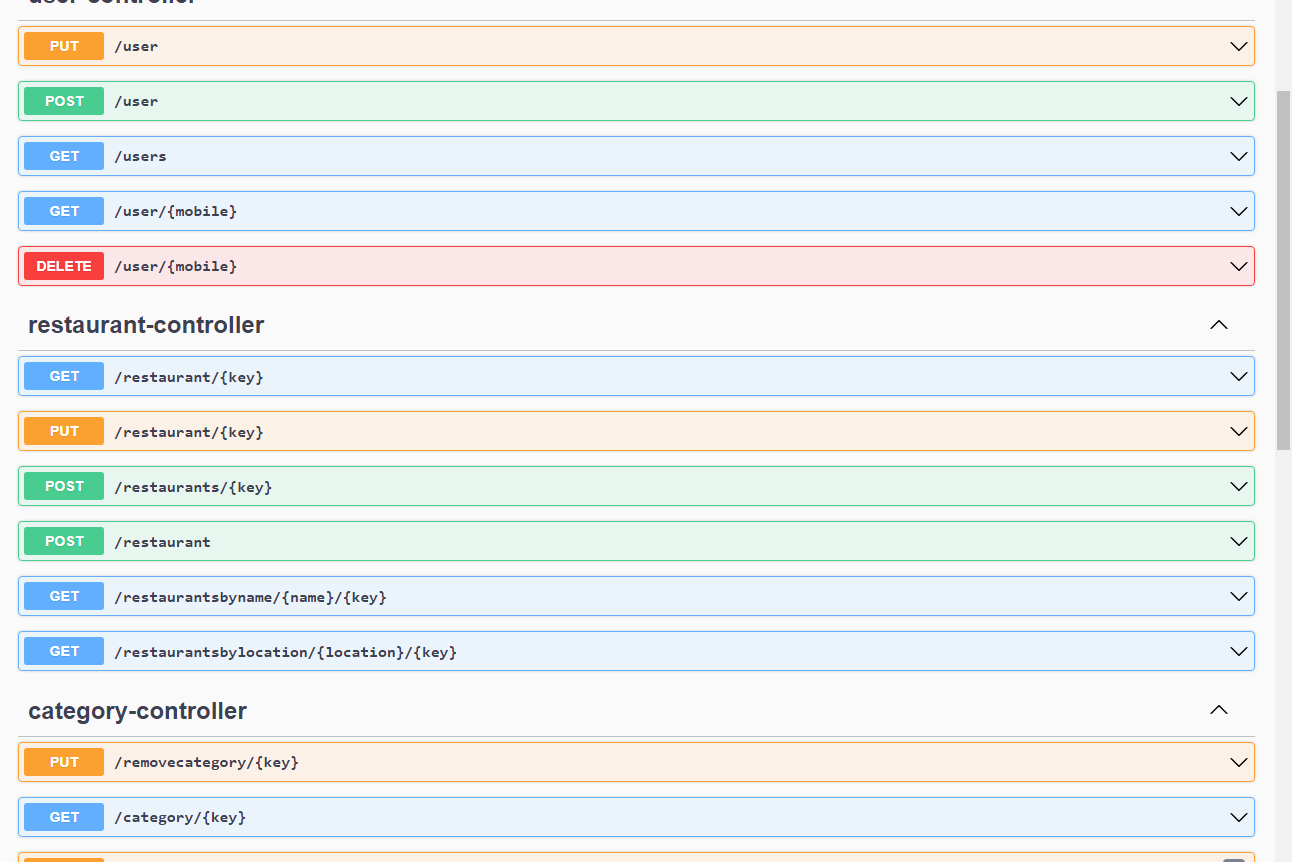 user-controller
PUT /user
POST /user
GET /users
GET /user/{mobile}
DELETE /user/{mobile}
restaurant-controller
GET /restaurant/{key}
PUT /restaurant/{key}
POST /restaurants/{key}
POST /restaurant
GET /restaurantsbyname/{name}/{key}
GET /restaurantsbylocation/{location}/{key}
category-controller
PUT /removecategory/{key}
GET /category/{key}